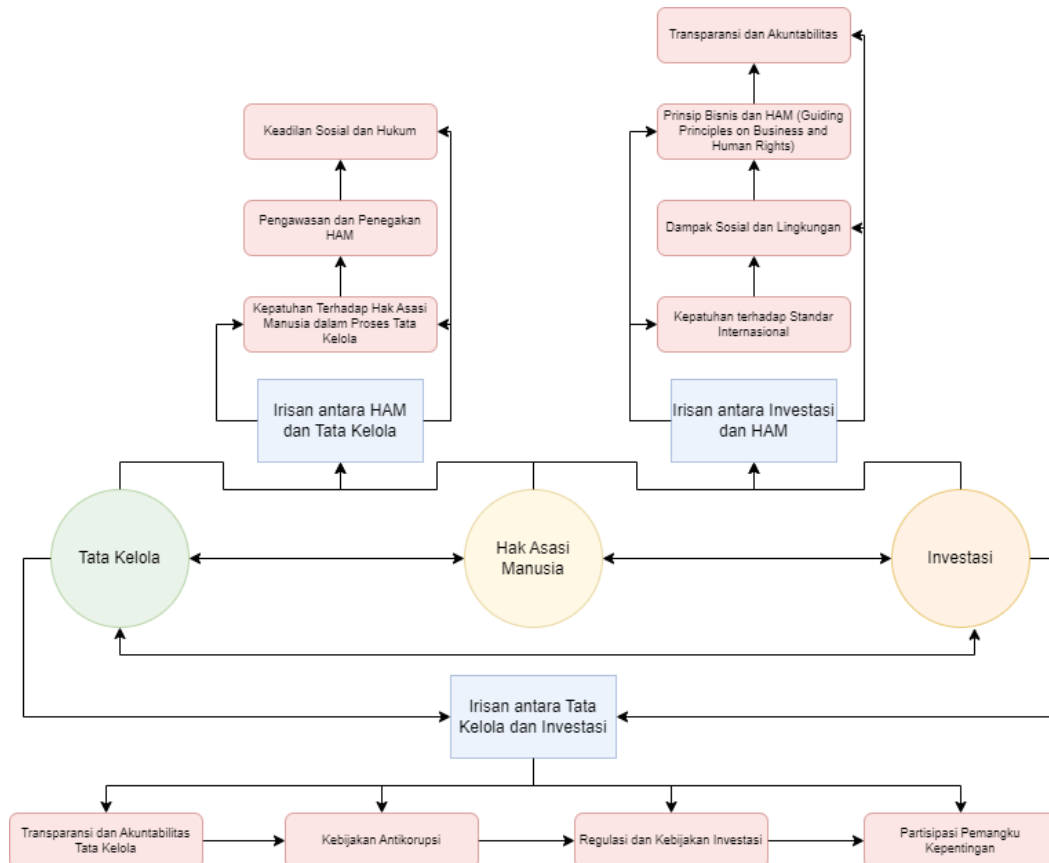 Transparansi dan Akuntabilitas
Keadilan Sosial dan Hukum
Prinsip Bisnis dan HAM (Guiding
Principles on Business and
Human Rights)
Pengawasan dan Penegakan
HAM
Dampak Sosial dan Lingkungan
Kepatuhan Terhadap Hak Asasi
Manusia dalam Proses Tata
Kelola
Kepatuhan terhadap Standar
Internasional
Irisan antara HAM
dan Tata Kelola
Irisan antara Investasi
dan HAM
Tata Kelola
Hak Asasi
Manusia
Investasi
Irisan antara Tata
Kelola dan Investasi
Transparansi dan Akuntabilitas
Tata Kelola
Kebijakan Antikorupsi
Regulasi dan Kebijakan Investasi
Partisipasi Pemangku
Kepentingan